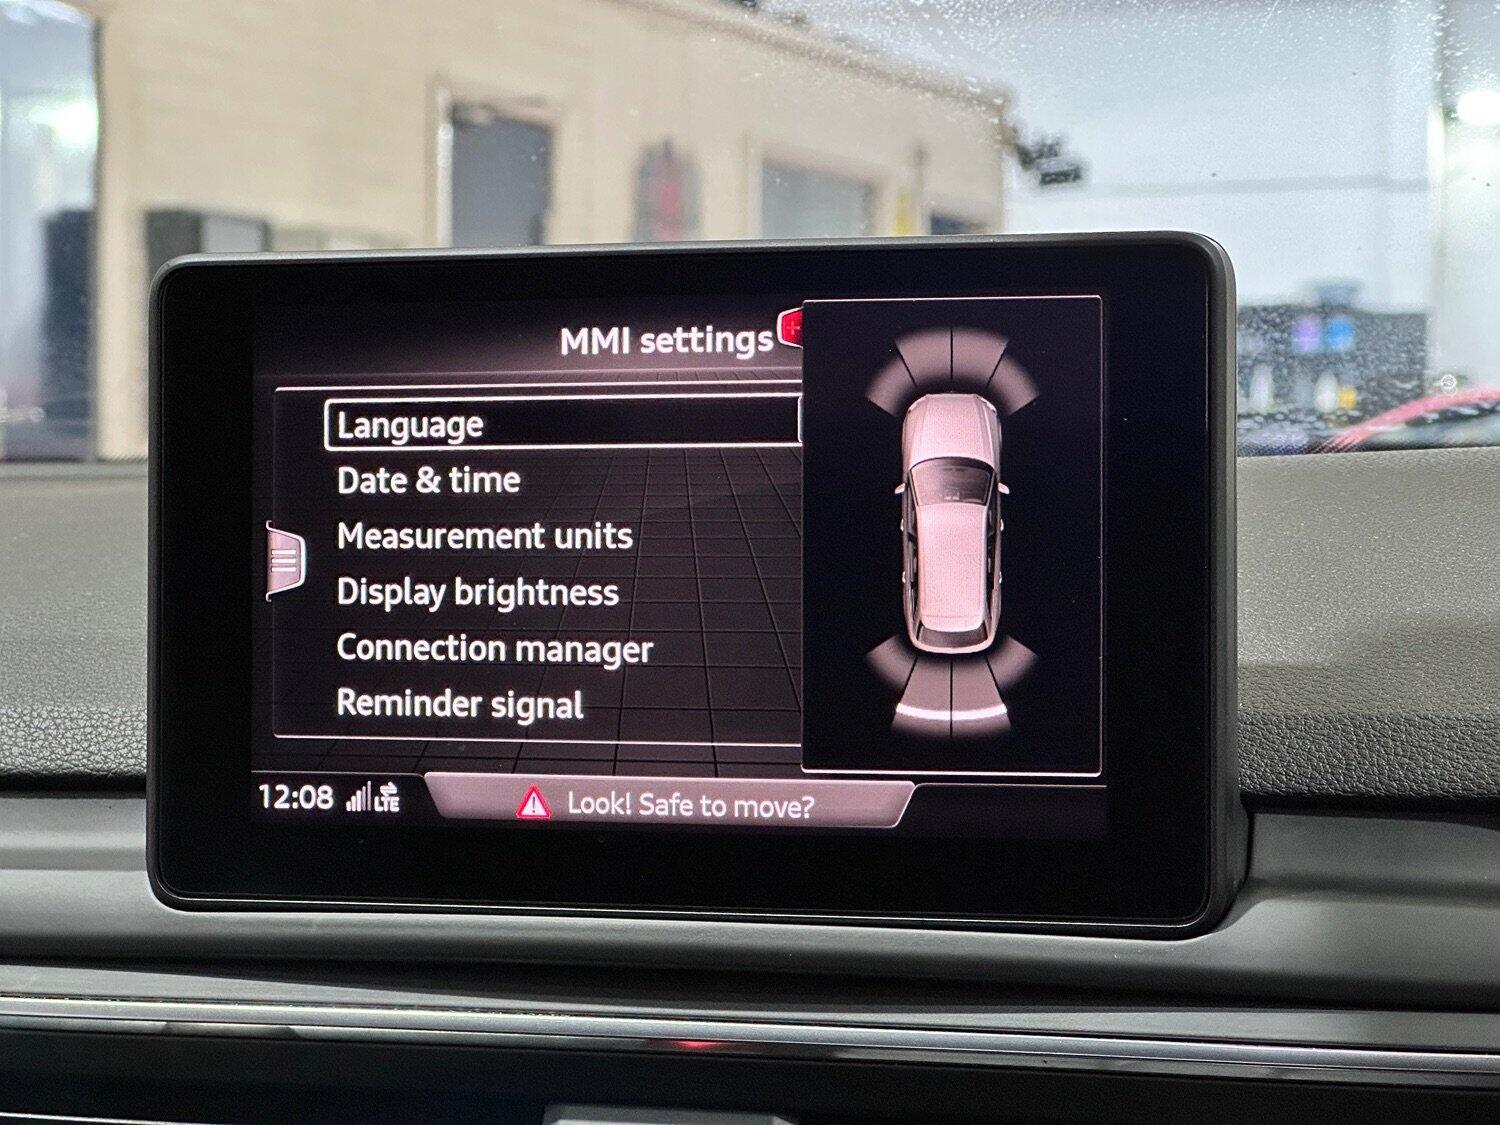 MMI settings
Language
Date & time
Measurement units
Display brightness
Connection manager
Reminder signal
12:08 LTE
Look! Safe to move?